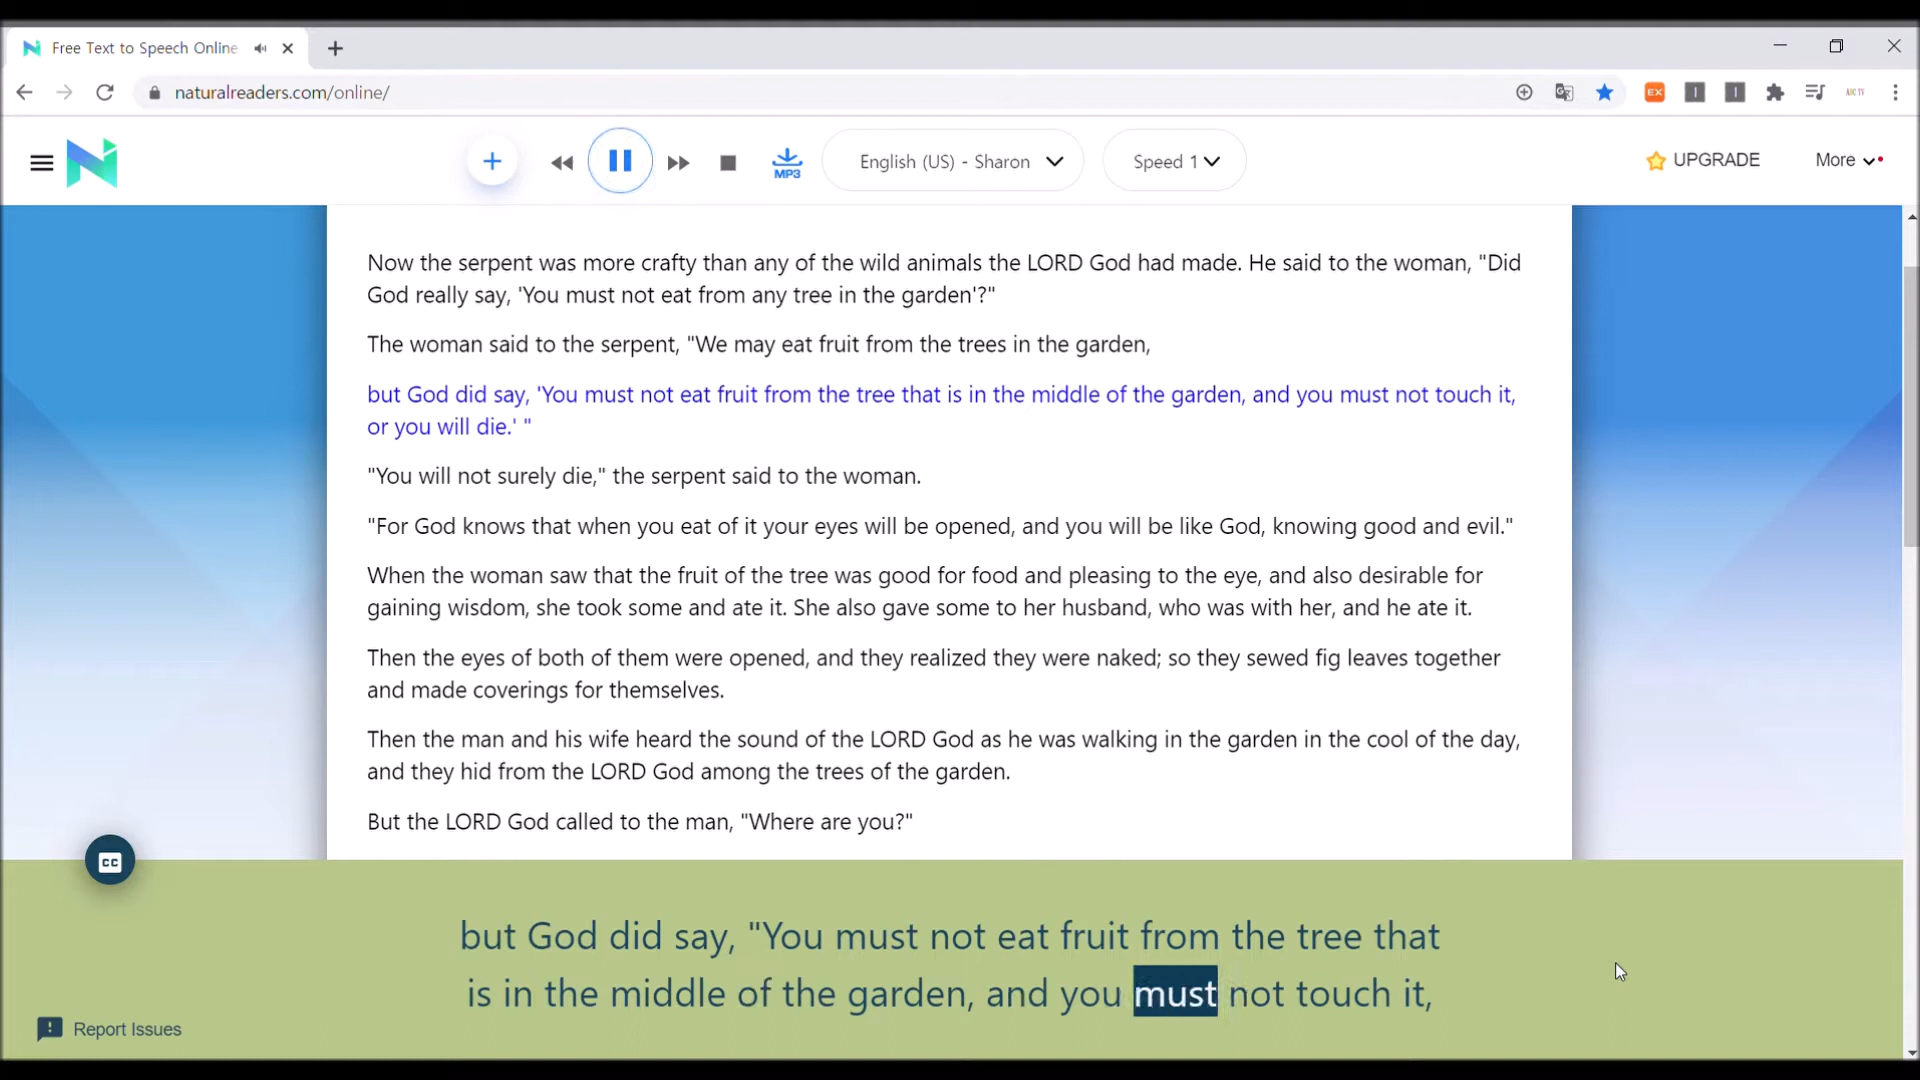 Free Text to Speech Online
naturalreaders.com/online/
EX
MP3
English (US) - Sharon
Speed 1
UPGRADE
More
Now the serpent was more crafty than any of the wild animals the LORD God had made. He said to the woman, "Did
God really say, 'You must not eat from any tree in the garden'?"
The woman said to the serpent, "We may eat fruit from the trees in the garden,
but God did say, 'You must not eat fruit from the tree that is in the middle of the garden, and you must not touch it,
or you will die.' "
"You will not surely die," the serpent said to the woman.
"For God knows that when you eat of it your eyes will be opened, and you will be like God, knowing good and evil."
When the woman saw that the fruit of the tree was good for food and pleasing to the eye, and also desirable for
gaining wisdom, she took some and ate it. She also gave some to her husband, who was with her, and he ate it.
Then the eyes of both of them were opened, and they realized they were naked; so they sewed fig leaves together
and made coverings for themselves.
Then the man and his wife heard the sound of the LORD God as he was walking in the garden in the cool of the day,
and they hid from the LORD God among the trees of the garden.
But the LORD God called to the man, "Where are you?"
CC
but God did say, "You must not eat fruit from the tree that
is in the middle of the garden, and you must not touch it,
Report Issues